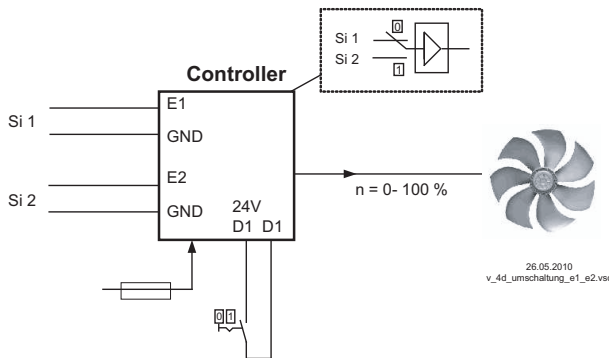 0
Si 1
Si 2
1
Controller
E1
Si 1
GND
E2
Si 2
GND
24V
D1 D1
n = 0- 100 %
0 1
26.05.2010
v_4d_umschaltung_e1_e2.vsd